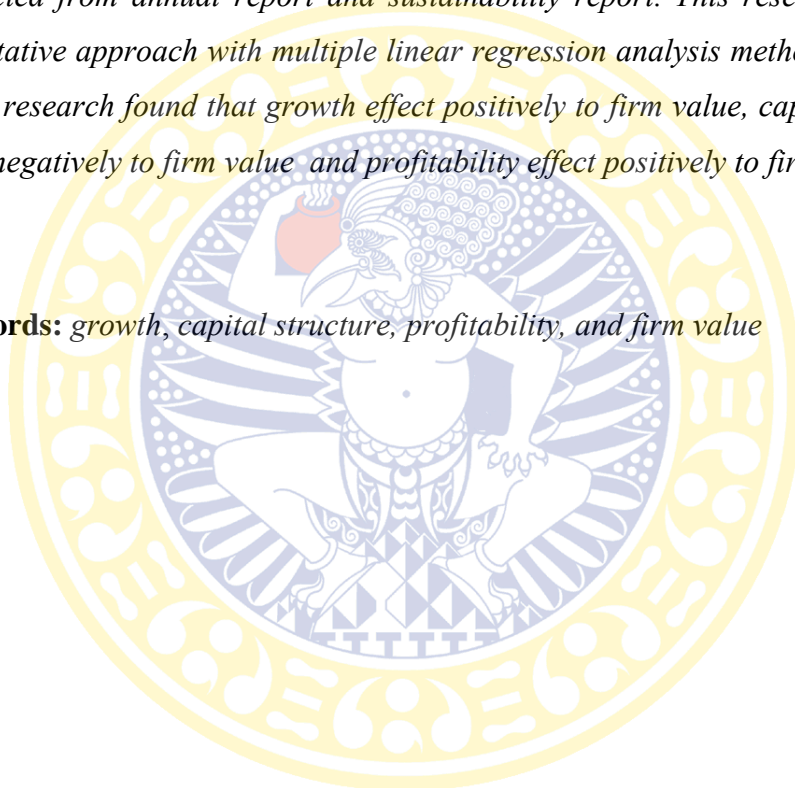 cted from annual report and sustainability report. This rese
tative approach with multiple linear regression analysis meth
research found that growth effect positively to firm value, cap
negatively to firm value and profitability effect positively to fir
ords: growth, capital structure, profitability, and firm value